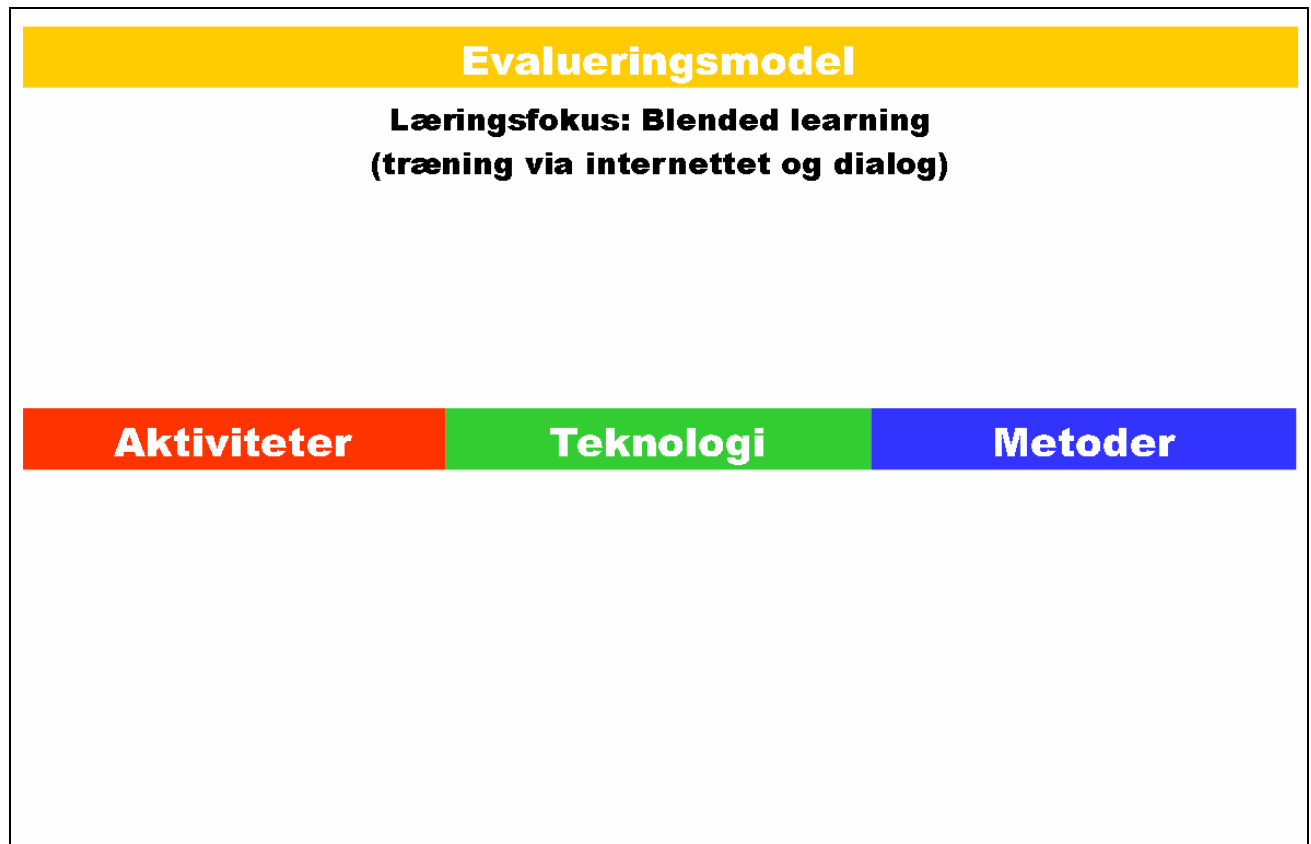 Evalueringsmodel
Læringsfokus: Blended learning
(træning via internettet og dialog)
Aktiviteter
Teknologi
Metoder